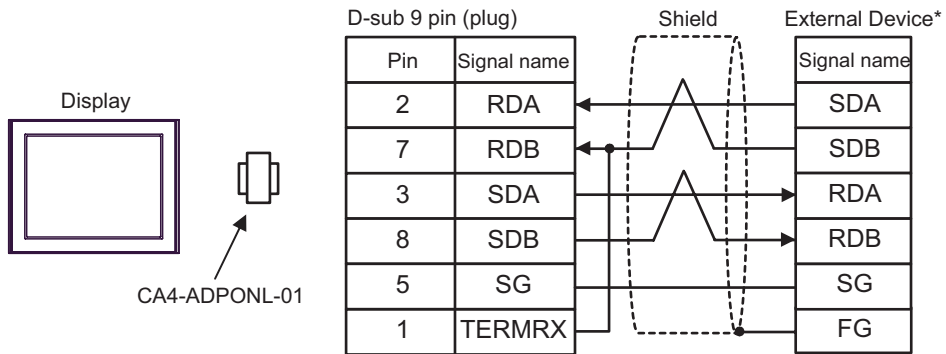 D-sub 9 pin (plug) Shield External Device*
Pin Signal name Signal name
Display
2 RDA SDA
7 RDB SDB
3 SDA RDA
8 SDB RDB
5 SG SG
CA4-ADPONL-01
1 TERMRX FG